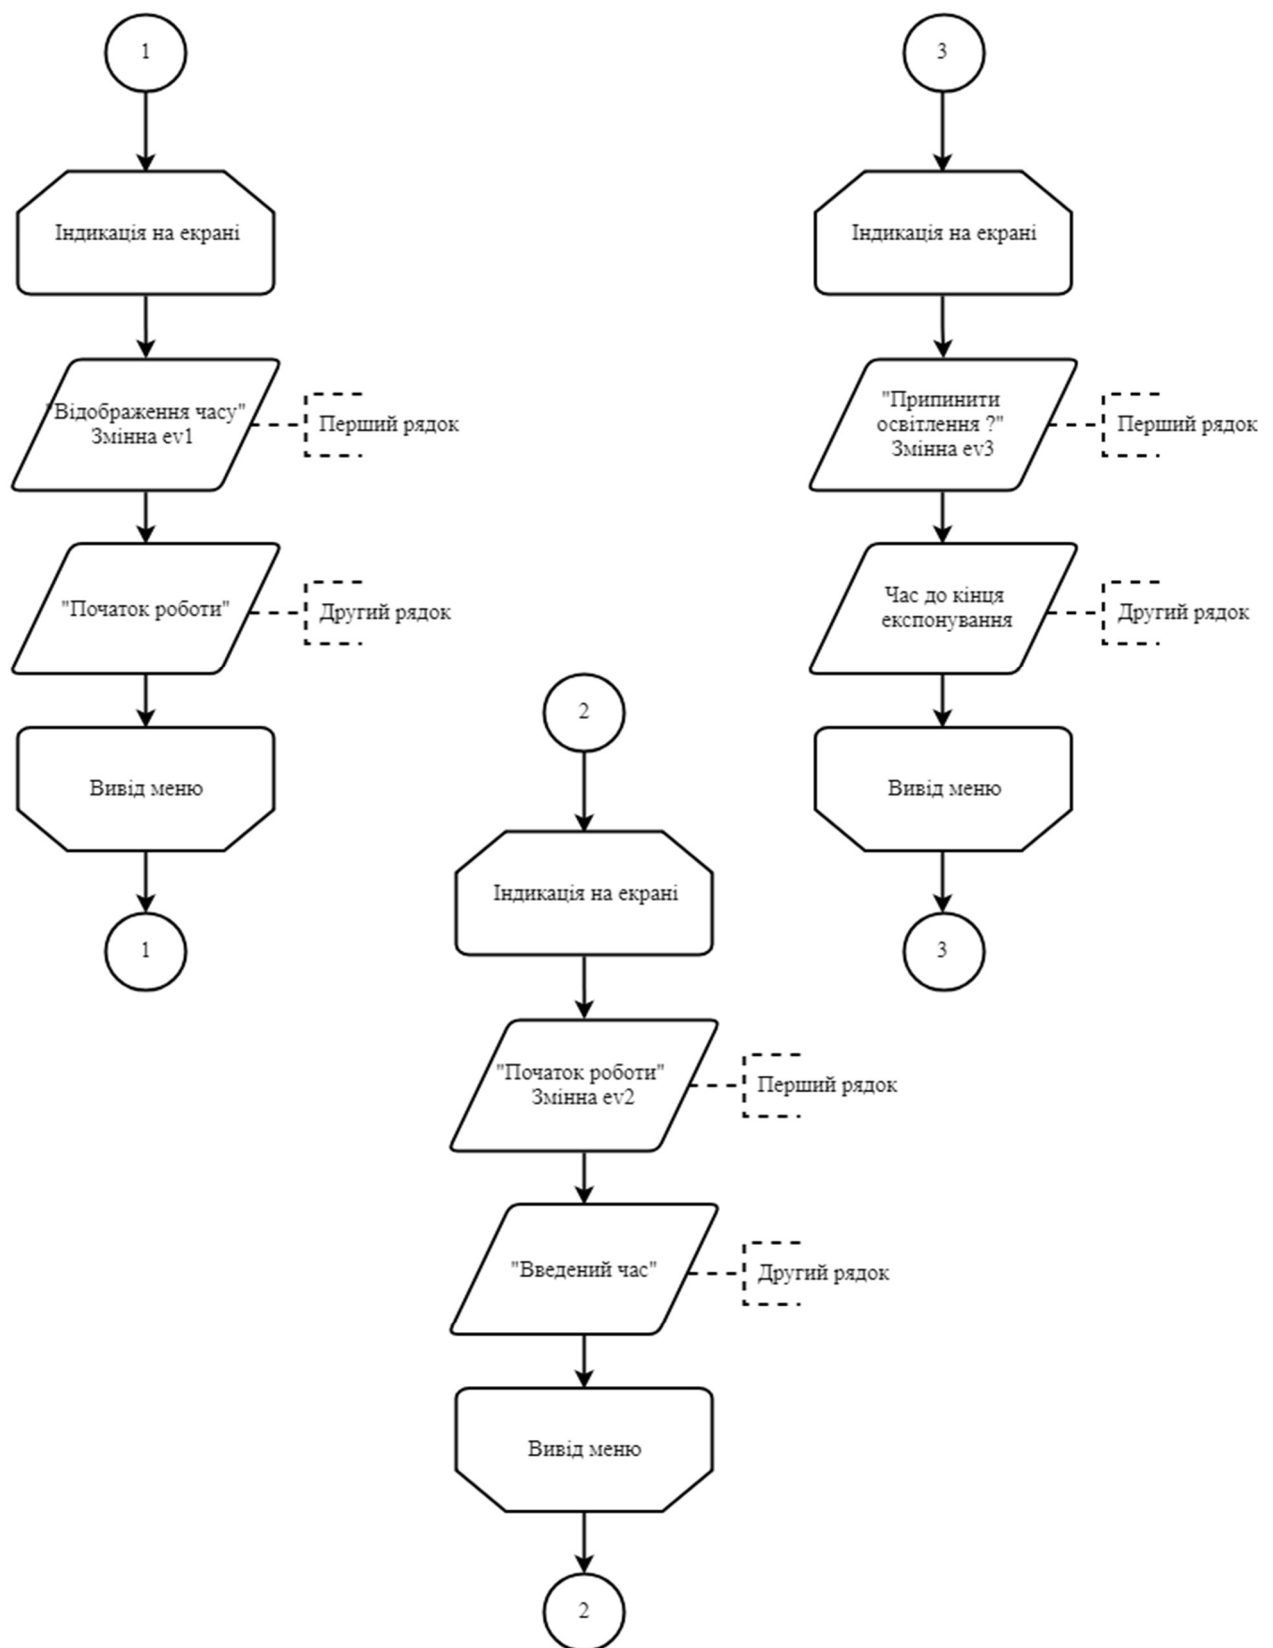 1
Індикація на екрані
"Відображення часу"
Змінна ev1
Перший рядок
"Початок роботи"
Другий рядок
Вивід меню
1
2
Індикація на екрані
"Початок роботи"
Змінна ev2
Перший рядок
"Введений час"
Другий рядок
Вивід меню
2
3
Індикація на екрані
"Припинити
освітлення ?"
Змінна ev3
Перший рядок
Час до кінця
експонування
Другий рядок
Вивід меню
3